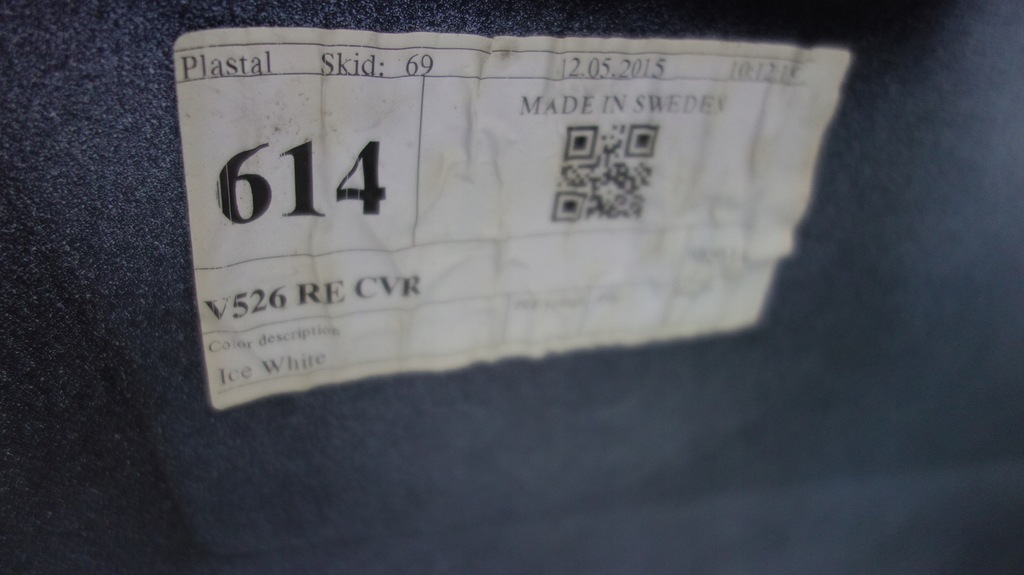 Plastal Skid: 69 12.05.2015
MADE IN SWEDEN
614
V526 RE CVR
Color description
Ice White